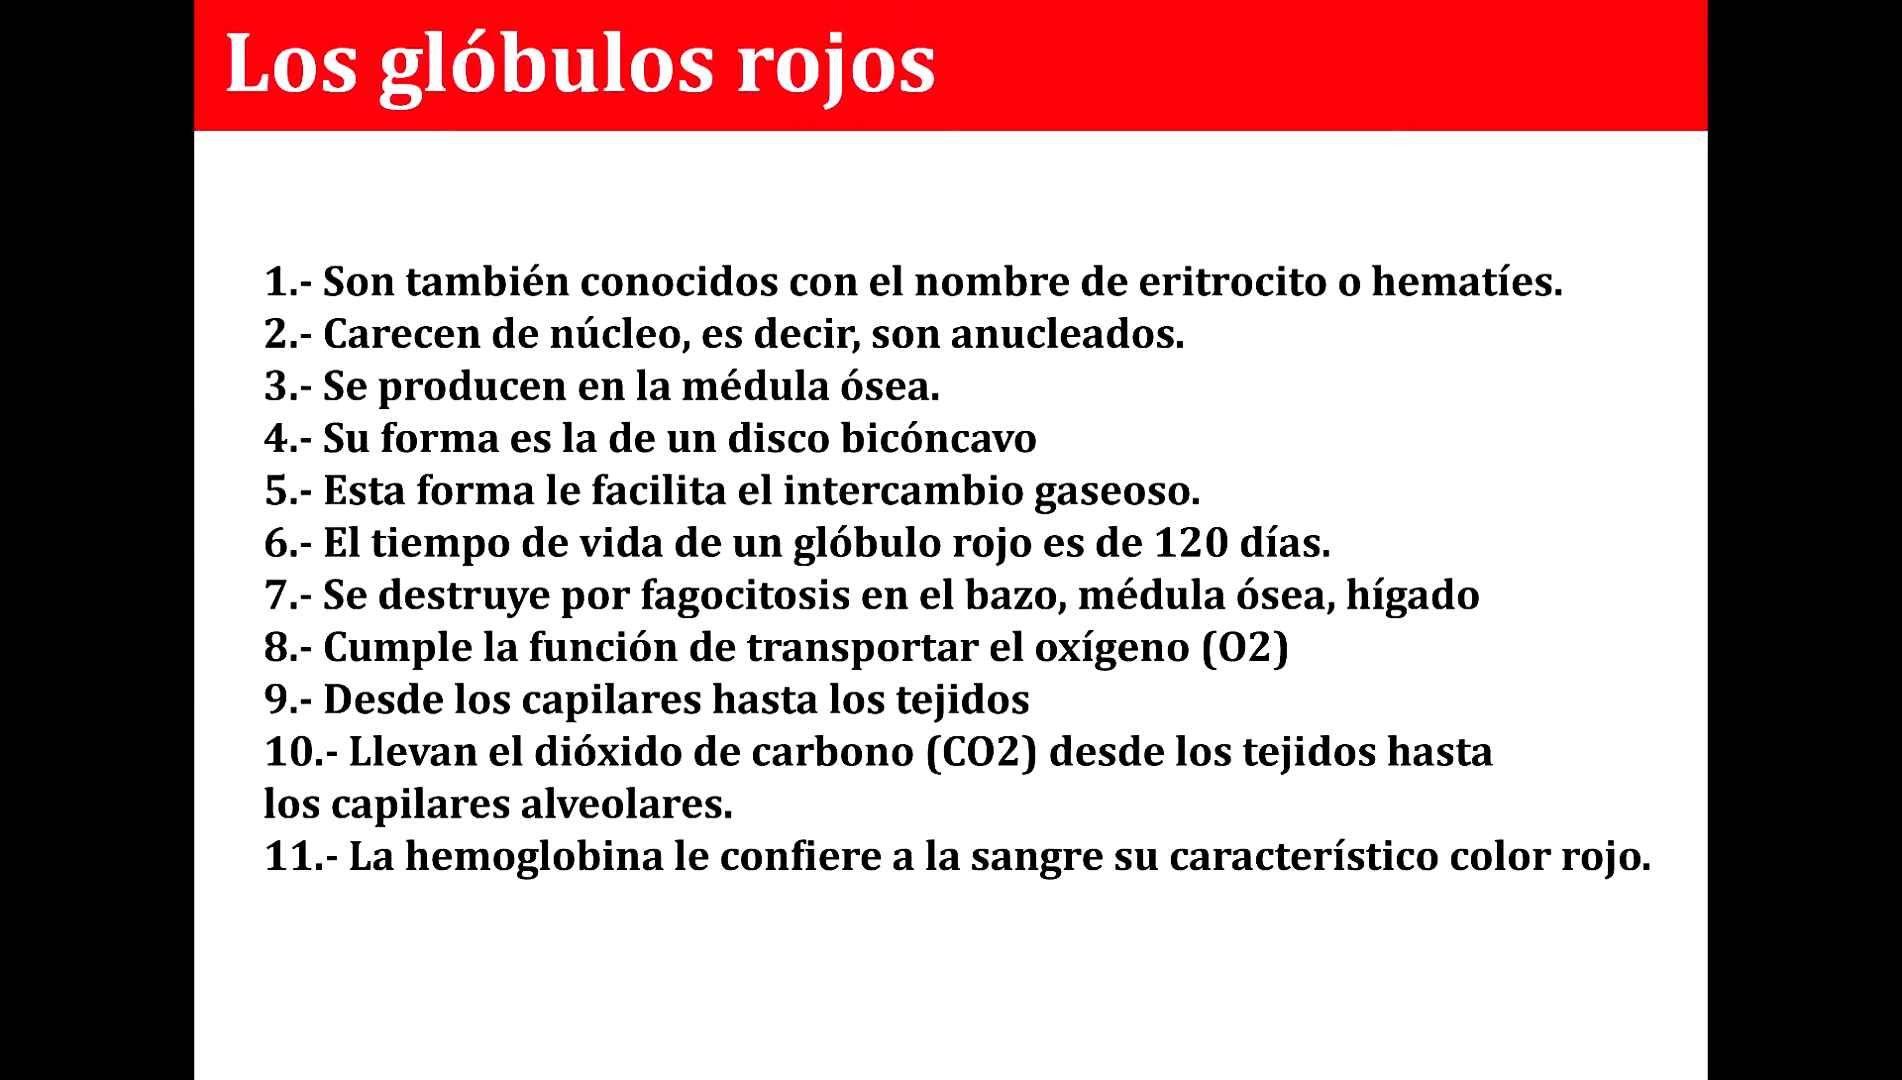 Los glóbulos rojos
1.- Son también conocidos con el nombre de eritrocito o hematíes.
2.- Carecen de núcleo, es decir, son anucleados.
3.- Se producen en la médula ósea.
4.- Su forma es la de un disco bicóncavo
5.- Esta forma le facilita el intercambio gaseoso.
6.- El tiempo de vida de un glóbulo rojo es de 120 días.
7.- Se destruye por fagocitosis en el bazo, médula ósea, hígado
8.- Cumple la función de transportar el oxígeno (O2)
9.- Desde los capilares hasta los tejidos
10.- Llevan el dióxido de carbono (CO2) desde los tejidos hasta
los capilares alveolares.
11.- La hemoglobina le confiere a la sangre su característico color rojo.